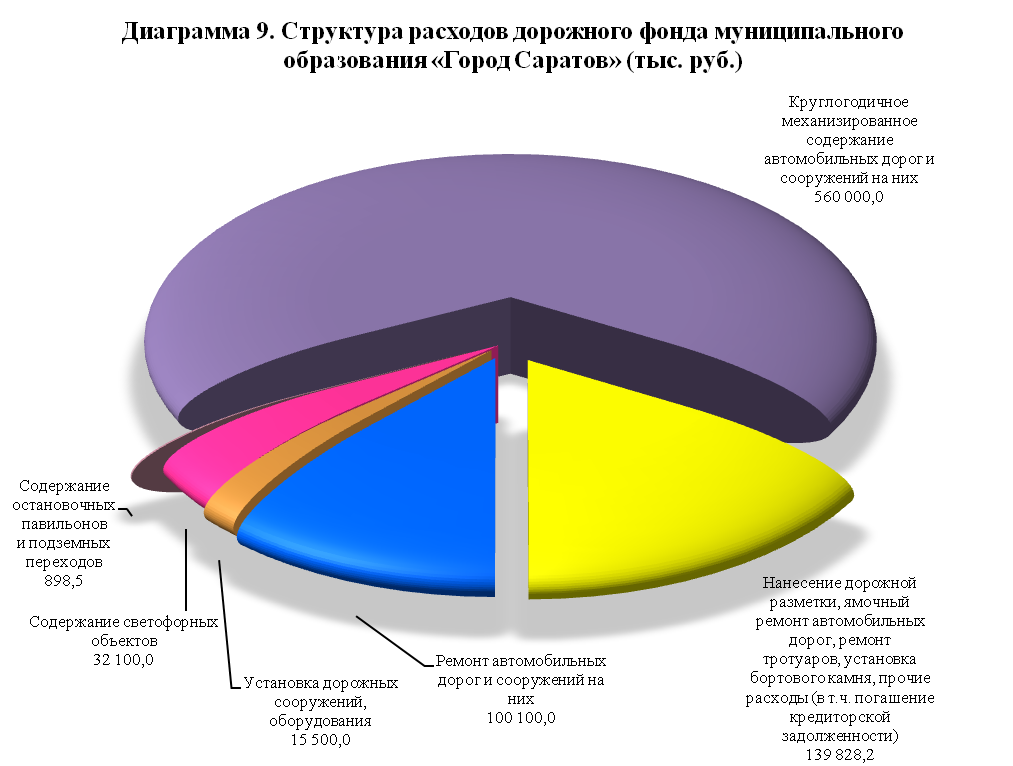 Диаграмма 9. Структура расходов дорожного фонда муниципального
образования «Город Саратов» (тыс. руб.)
Круглогодичное
механизированное
содержание
автомобильных дорог и
сооружений на них
560 000,0
Содержание
остановочных
павильонов
и подземных
переходов
898,5
Содержание светофорных
объектов
32 100,0
Установка дорожных
сооружений,
оборудования
15 500,0
Ремонт автомобильных
дорог и сооружений на
них
100 100,0
Нанесение дорожной
разметки, ямочный
ремонт автомобильных
дорог, ремонт
тротуаров, установка
бортового камня, прочие
расходы (в т.ч. погашение
кредиторской
задолженности)
139 828,2